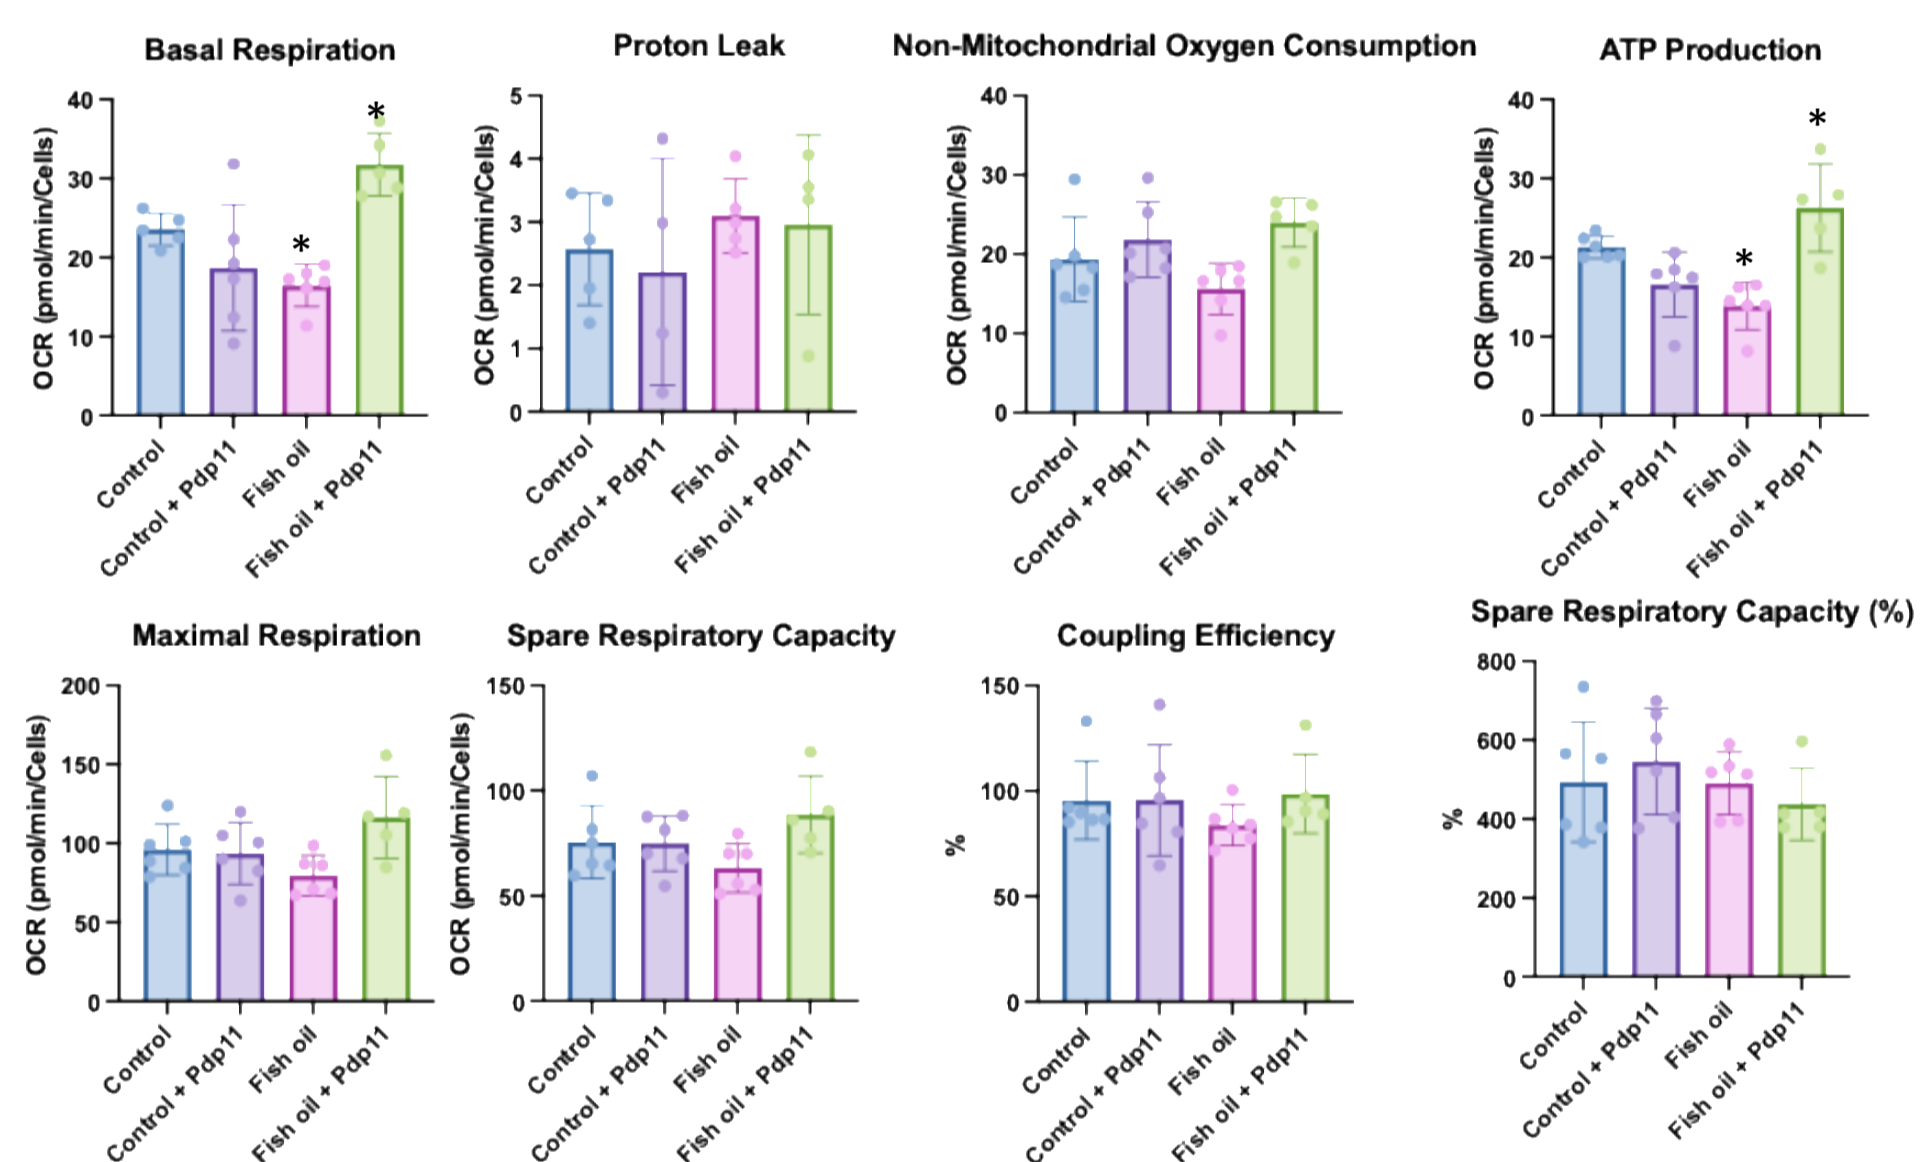 Basal Respiration
OCR (pmol/min/Cells)
40
30
20
10
0
*
*
Control
Control + Pdp11
Fish oil
Fish oil + Pdp11
Proton Leak
OCR (pmol/min/Cells)
5
4
3
2
1
0
Control
Control + Pdp11
Fish oil
Fish oil + Pdp11
Non-Mitochondrial Oxygen Consumption
OCR (pmol/min/Cells)
40
30
20
10
0
Control
Control + Pdp11
Fish oil
Fish oil + Pdp11
ATP Production
OCR (pmol/min/Cells)
40
30
20
10
0
*
*
Control
Control + Pdp11
Fish oil
Fish oil + Pdp11
Maximal Respiration
OCR (pmol/min/Cells)
200
150
100
50
0
Control
Control + Pdp11
Fish oil
Fish oil + Pdp11
Spare Respiratory Capacity
OCR (pmol/min/Cells)
150
100
50
0
Control
Control + Pdp11
Fish oil
Fish oil + Pdp11
Coupling Efficiency
%
150
100
50
0
Control
Control + Pdp11
Fish oil
Fish oil + Pdp11
Spare Respiratory Capacity (%)
%
800
600
400
200
0
Control
Control + Pdp11
Fish oil
Fish oil + Pdp11